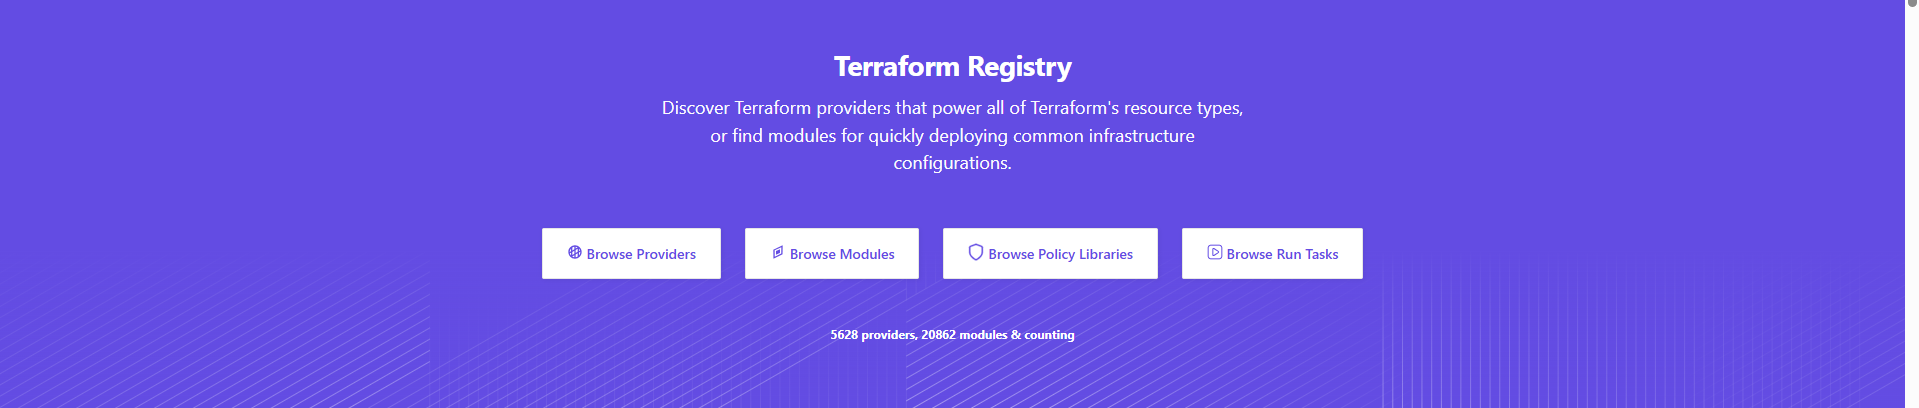 Terraform Registry
Discover Terraform providers that power all of Terraform's resource types,
or find modules for quickly deploying common infrastructure
configurations.
Browse Providers
Browse Modules
Browse Policy Libraries
Browse Run Tasks
5628 providers, 20862 modules & counting